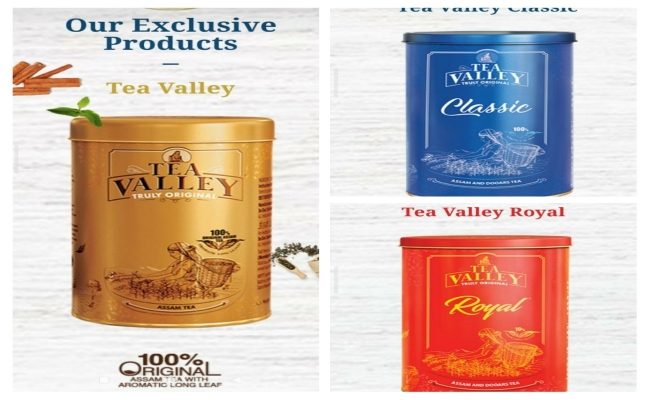 Our Exclusive
Products
Tea Valley
TEA
VALLEY
TRULY ORIGINAL
100%
ASSAM TEA
100%
ORIGINAL
ASSAM TEA WITH
AROMATIC LONG LEAF
Tea Valley Classic
TEA
VALLEY
TRULY ORIGINAL
Classic
100%
ASSAM AND DOOARS TEA
Tea Valley Royal
TEA
VALLEY
TRULY ORIGINAL
Royal
ASSAM AND DOOARS TEA